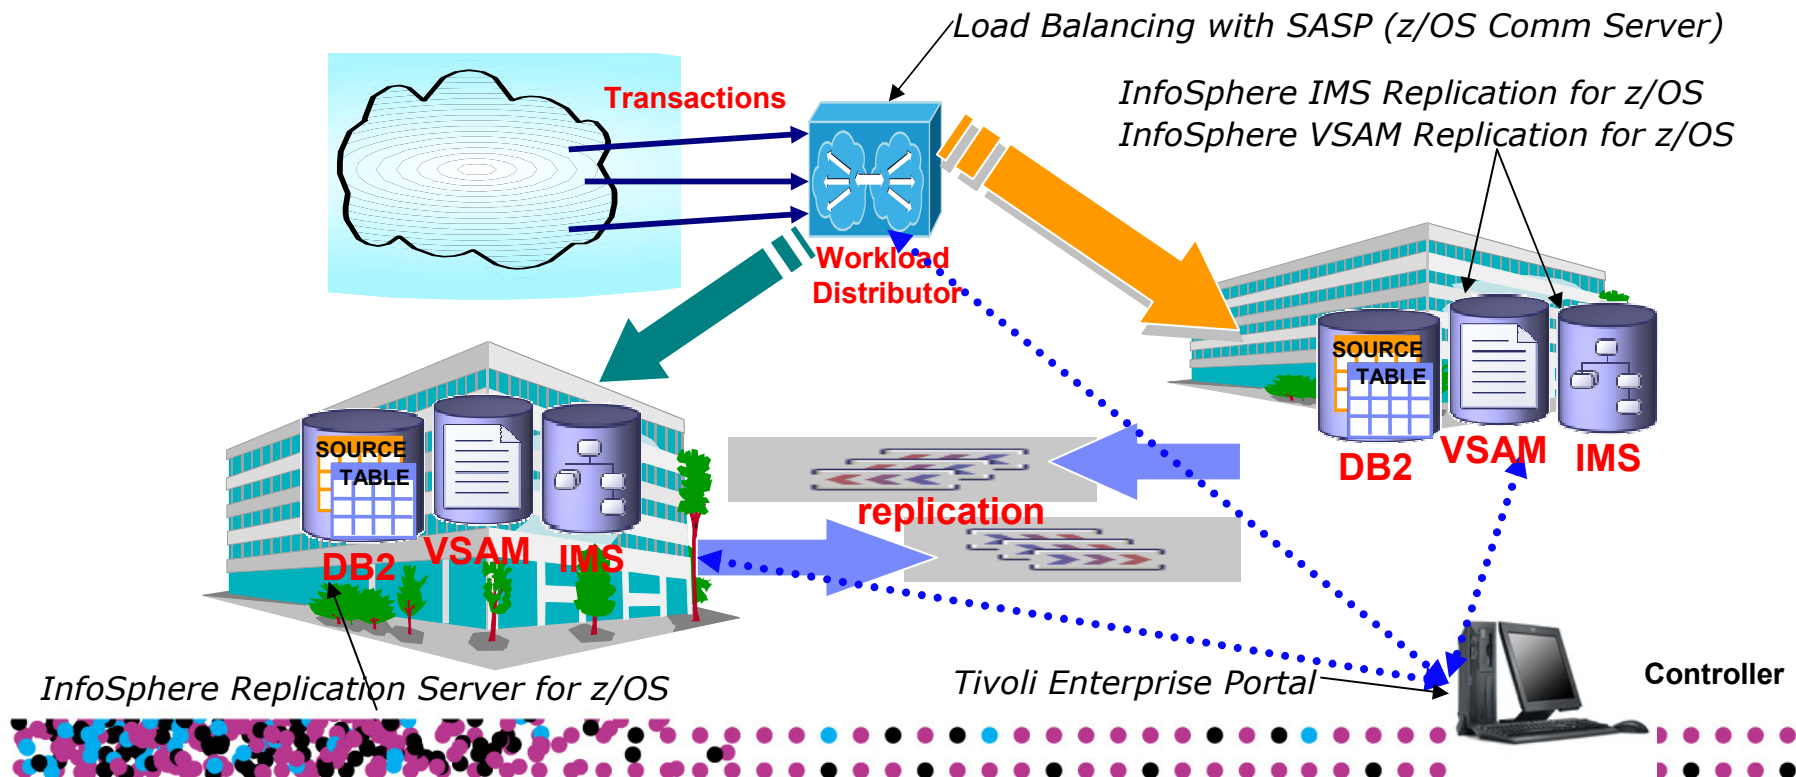 Load Balancing with SASP (z/OS Comm Server)
Transactions
InfoSphere IMS Replication for z/OS
InfoSphere VSAM Replication for z/OS
Workload
Distributor
SOURCE
TABLE
DB2
VSAM
IMS
SOURCE
TABLE
DB2
VSAM
IMS
replication
InfoSphere Replication Server for z/OS
Tivoli Enterprise Portal
Controller